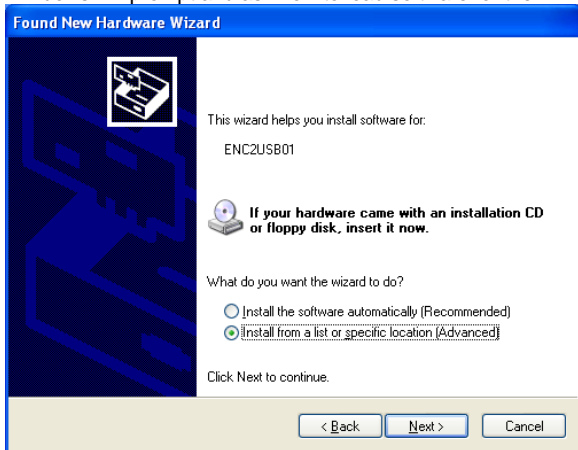 Found New Hardware Wizard
This wizard helps you install software for:
ENC2USB01
If your hardware came with an installation CD
or floppy disk, insert it now.
What do you want the wizard to do?
Install the software automatically (Recommended)
Install from a list or specific location (Advanced)
Click Next to continue.
< Back Next > Cancel